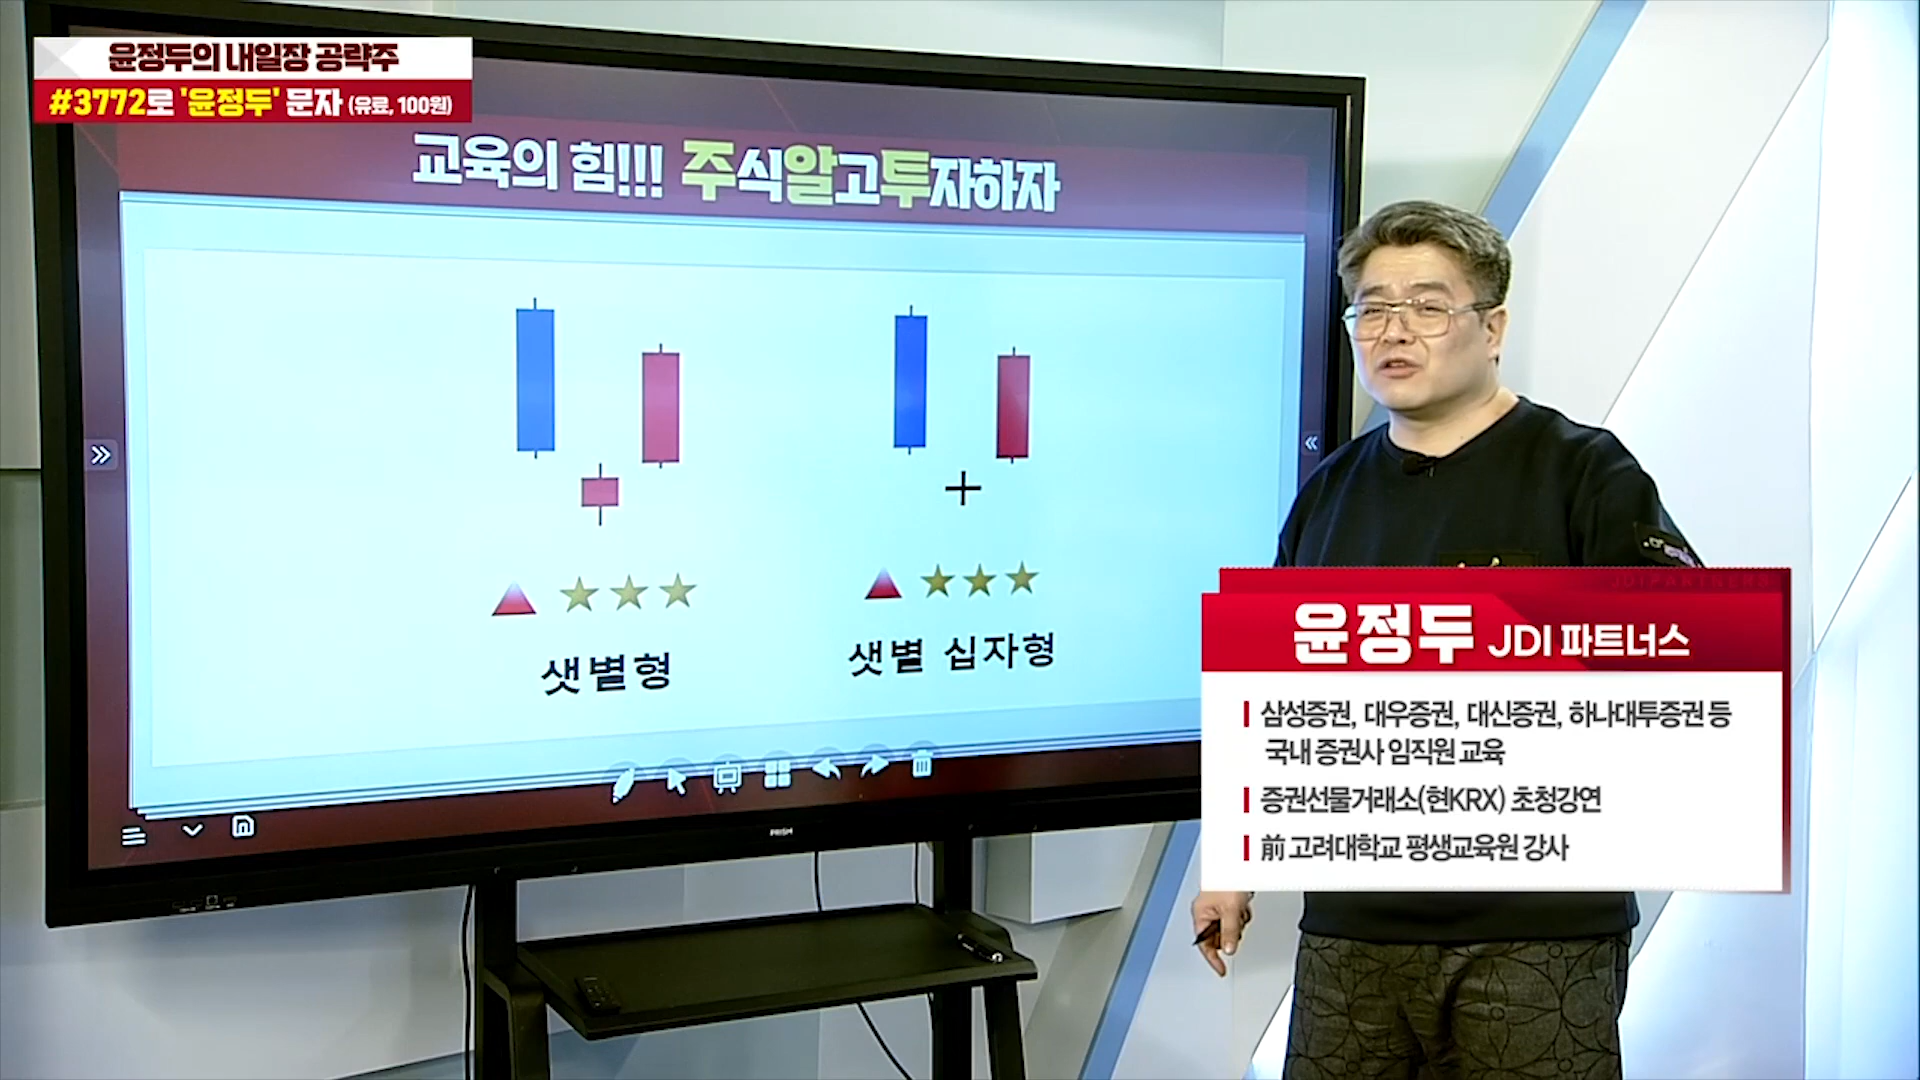 윤정두의 내일장 공략주
#3772로 '윤정두' 문자 (유료, 100원)
교육의 힘!!! 주식알고투자하자
샛별형
샛별 십자형
PRISM
JDI PARTNERS
윤정두 JDI 파트너스
삼성증권, 대우증권, 대신증권, 하나대투증권 등
국내 증권사 임직원 교육
증권선물거래소(현KRX) 초청강연
前 고려대학교 평생교육원 강사